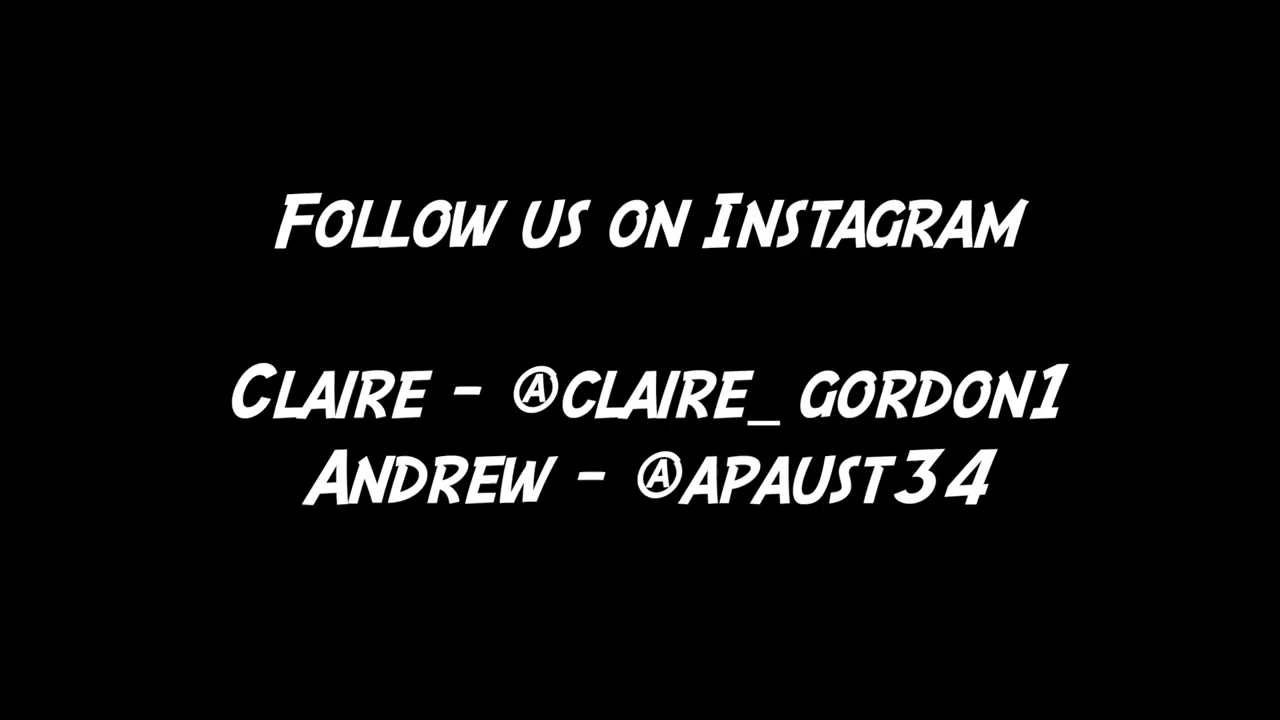 Follow us on Instagram
Claire - @claire_gordon1
Andrew - @apaust34